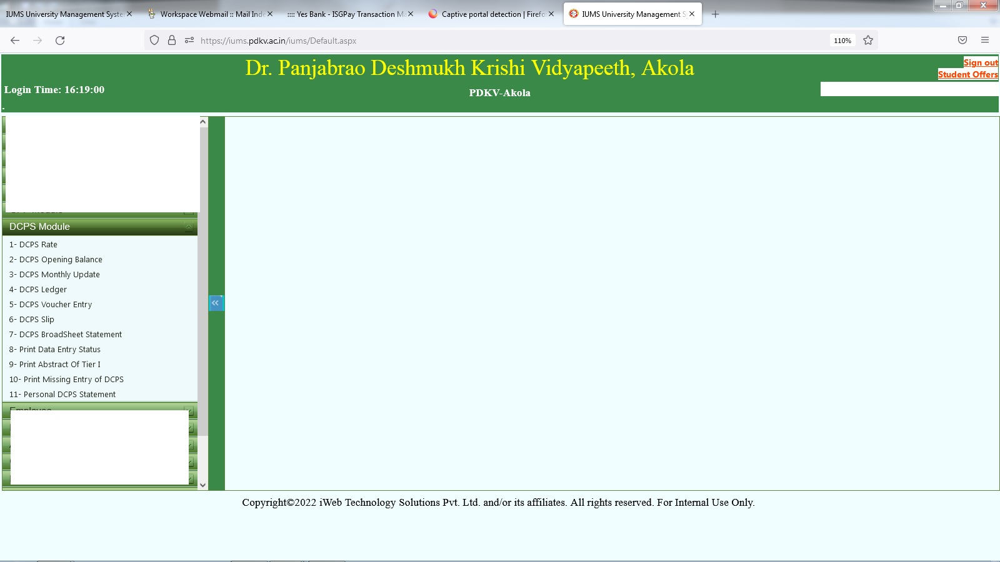 IUMS University Management Syste
Workspace Webmail :: Mail Inde
:::: Yes Bank - ISGPay Transaction Ma
Captive portal detection | Firefo
IUMS University Management S
https://iums.pdkv.ac.in/iums/Default.aspx
110%
Dr. Panjabrao Deshmukh Krishi Vidyapeeth, Akola
Sign out
Student Offers
Login Time: 16:19:00
PDKV-Akola
-
DCPS Module
1- DCPS Rate
2- DCPS Opening Balance
3- DCPS Monthly Update
4- DCPS Ledger
5- DCPS Voucher Entry
6- DCPS Slip
7- DCPS BroadSheet Statement
8- Print Data Entry Status
9- Print Abstract Of Tier I
10- Print Missing Entry of DCPS
11- Personal DCPS Statement
Employee
Copyright©2022 iWeb Technology Solutions Pvt. Ltd. and/or its affiliates. All rights reserved. For Internal Use Only.